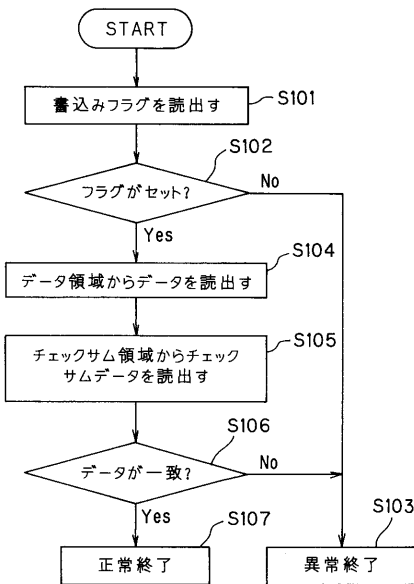 START
書込みフラグを読出す
S101
S102
フラグがセット?
No
Yes
S104
データ領域からデータを読出す
S105
チェックサム領域からチェック
サムデータを読出す
S106
データが一致?
No
Yes
S107
S103
正常終了
異常終了